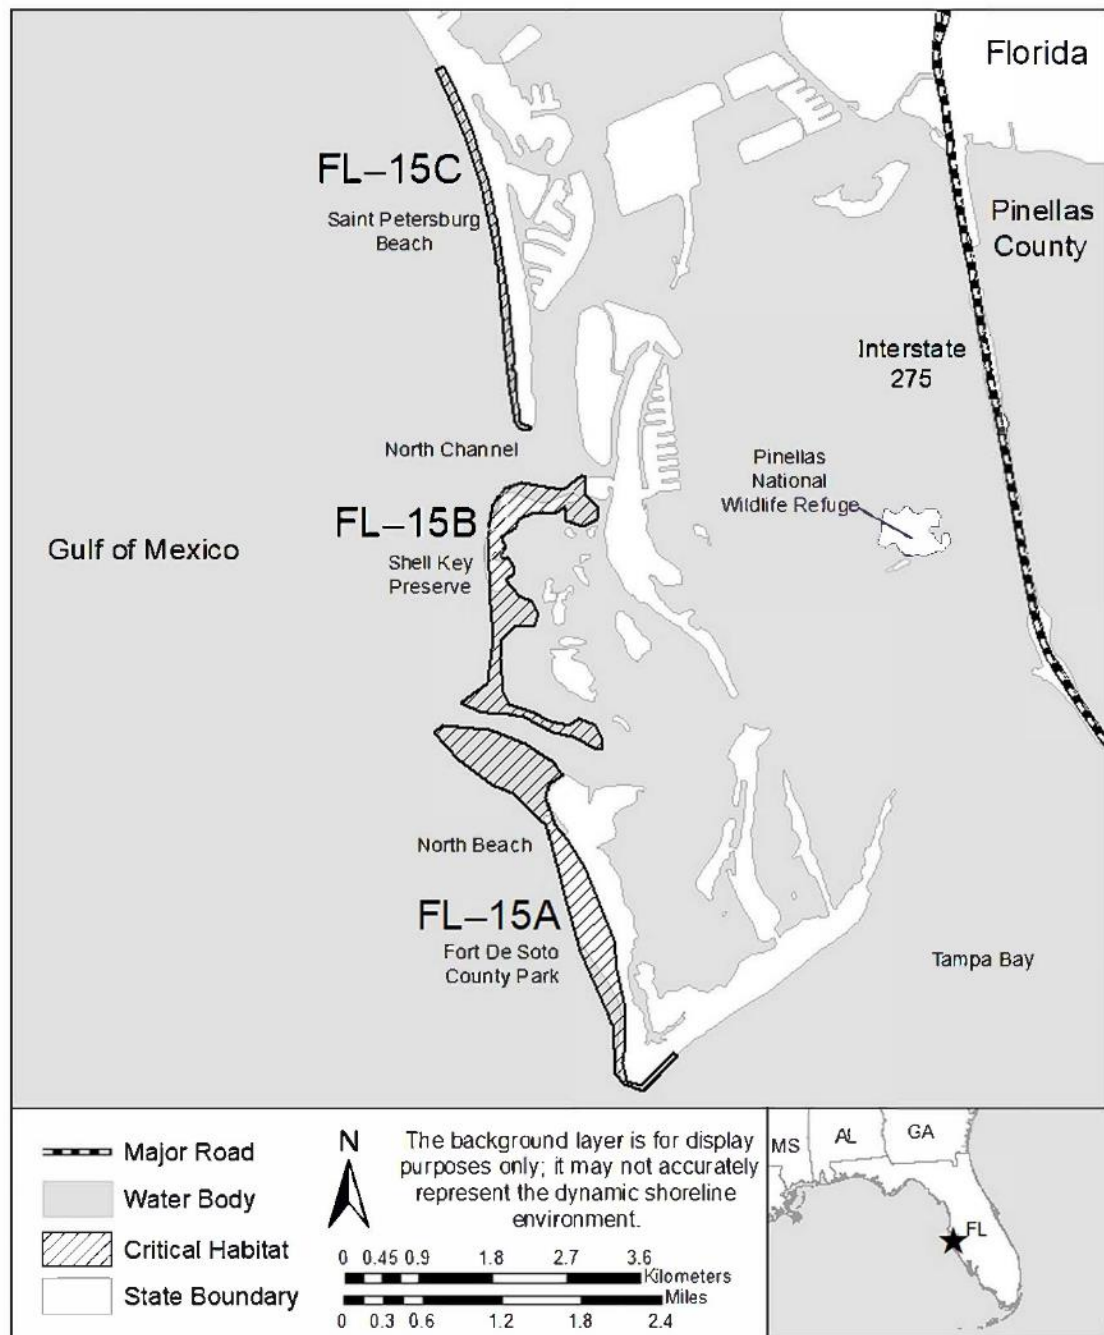 Florida
FL–15C
Saint Petersburg
Beach
Pinellas
County
Interstate
275
North Channel
Pinellas
National
Wildlife Refuge
FL–15B
Shell Key
Preserve
Gulf of Mexico
North Beach
FL–15A
Fort De Soto
County Park
Tampa Bay
Major Road
Water Body
Critical Habitat
State Boundary
N
The background layer is for display
purposes only; it may not accurately
represent the dynamic shoreline
environment.
0 0.45 0.9 1.8 2.7 3.6
Kilometers
Miles
0 0.3 0.6 1.2 1.8 2.4
MS
AL
GA
FL